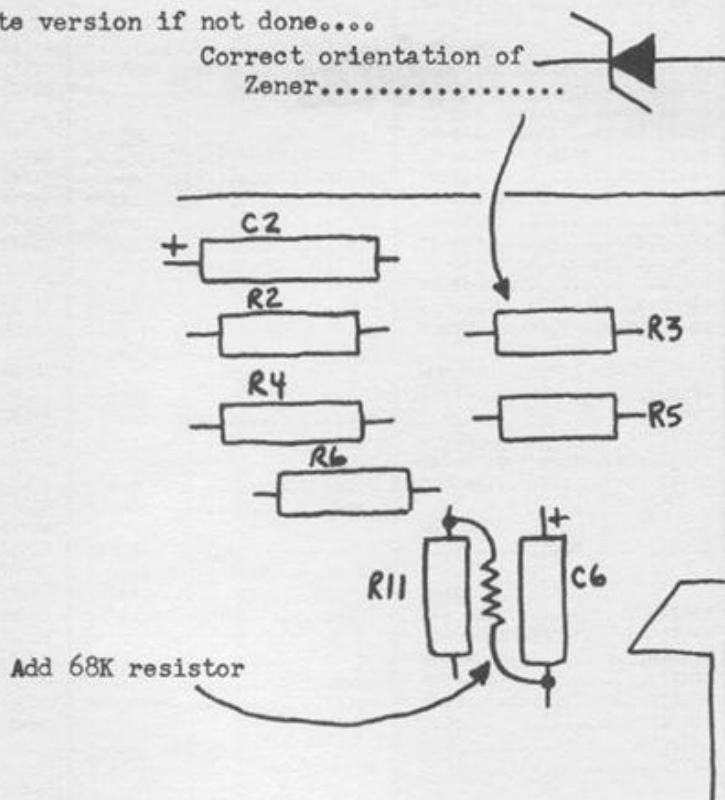 te version if not done....
Correct orientation of
Zener.................
C2
+
R2
R3
R4
R5
R6
+
R11
C6
Add 68K resistor